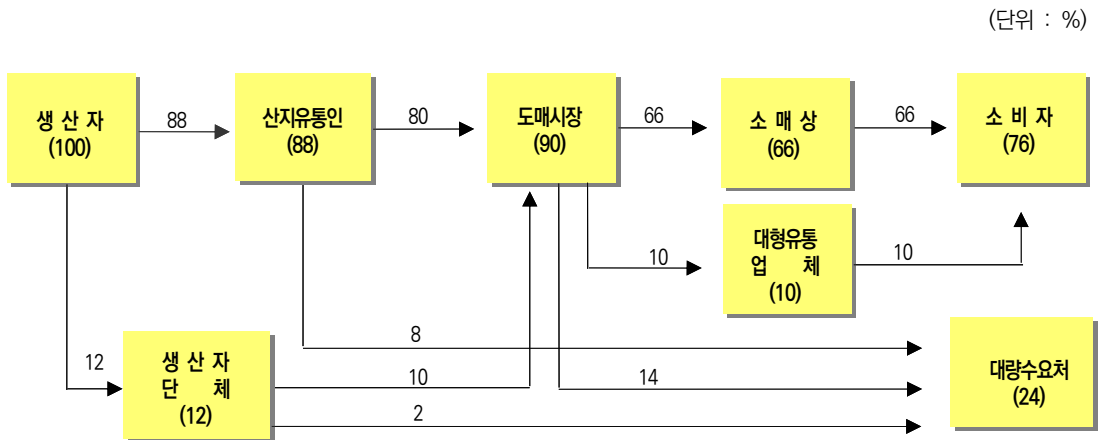 (단위 : %)
생 산 자
(100)
88
산지유통인
(88)
80
도매시장
(90)
66
소 매 상
(66)
66
소 비 자
(76)
10
대형유통
업 체
(10)
10
12
생 산 자
단 체
(12)
8
10
14
2
대량수요처
(24)